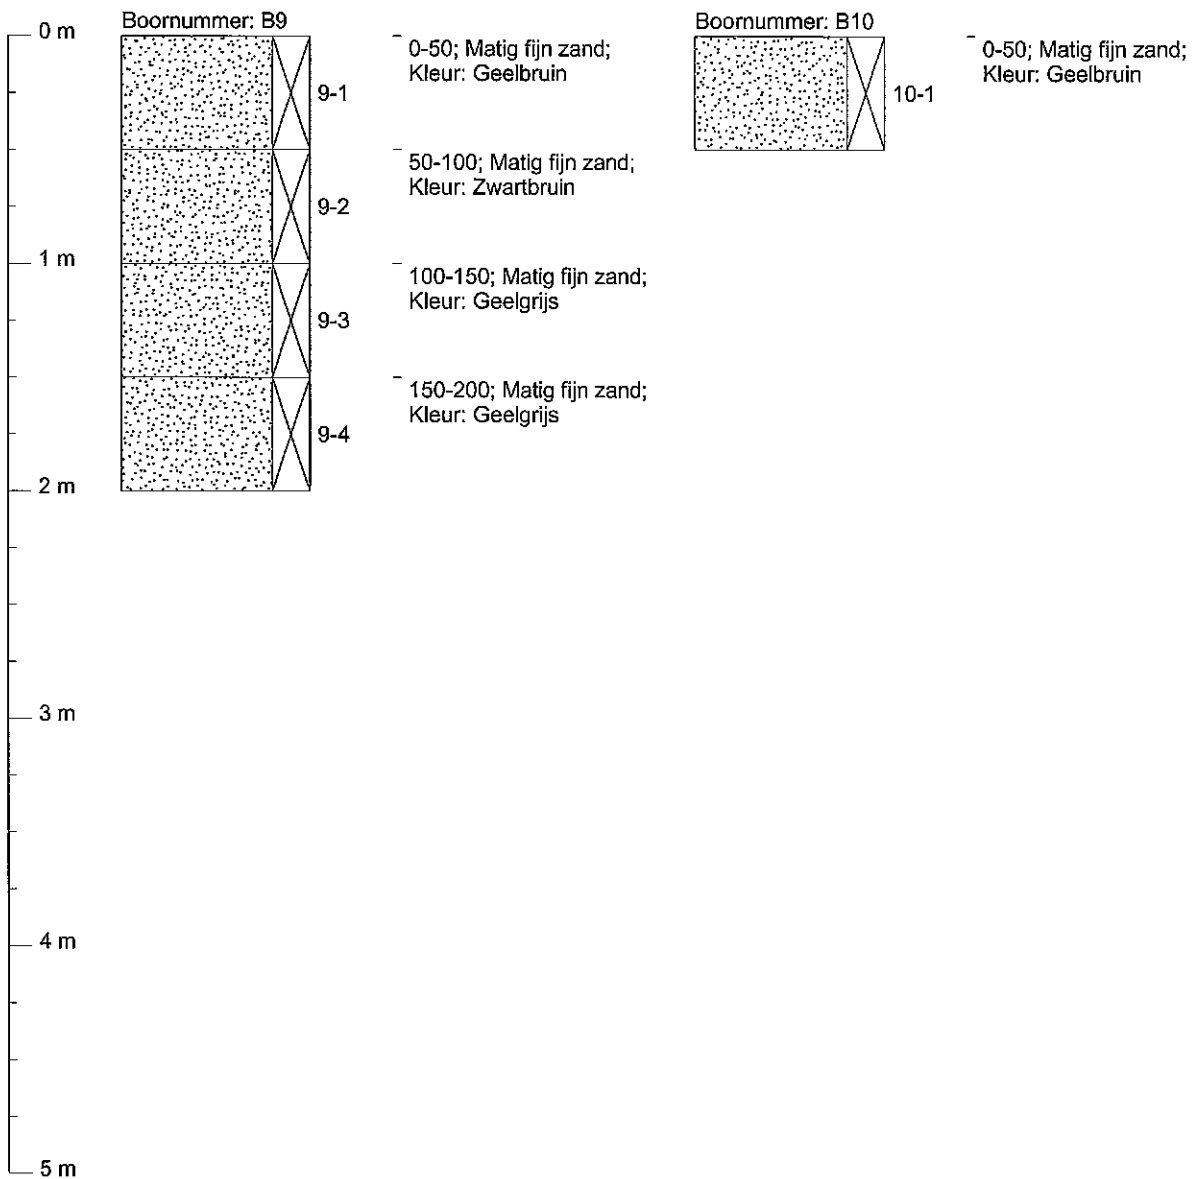 Boornummer: B9
Boornummer: B10
0 m
0-50; Matig fijn zand;
Kleur: Geelbruin
0-50; Matig fijn zand;
Kleur: Geelbruin
9-1
10-1
50-100; Matig fijn zand;
Kleur: Zwartbruin
9-2
1 m
100-150; Matig fijn zand;
Kleur: Geelgrijs
9-3
150-200; Matig fijn zand;
Kleur: Geelgrijs
9-4
2 m
3 m
4 m
5 m